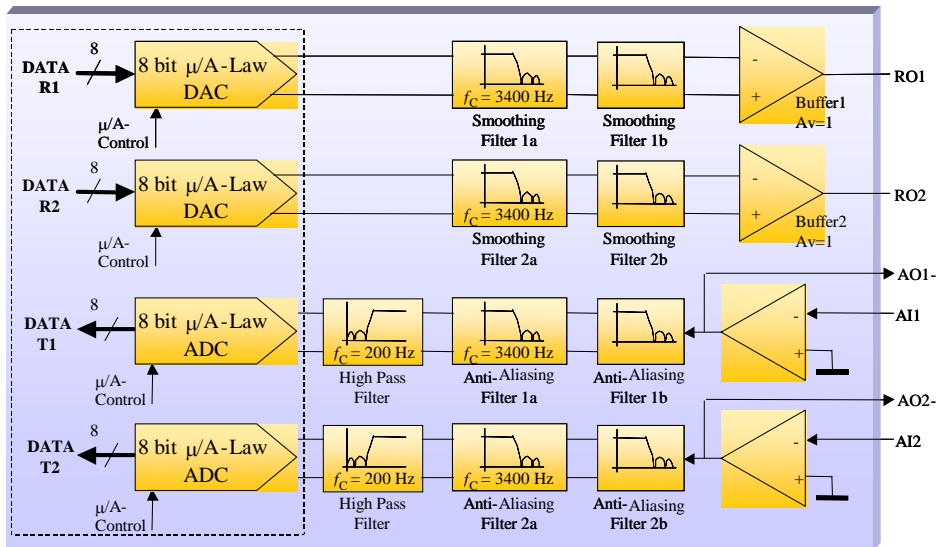 8
DATA
R1
8 bit µ/A-Law
DAC
µ/A-
Control
fC = 3400 Hz
Smoothing
Filter 1a
Smoothing
Filter 1b
-
+
Buffer1
Av=1
RO1
8
DATA
R2
8 bit µ/A-Law
DAC
µ/A-
Control
fC = 3400 Hz
Smoothing
Filter 2a
Smoothing
Filter 2b
-
+
Buffer2
Av=1
RO2
8
DATA
T1
8 bit µ/A-Law
ADC
µ/A-
Control
fC = 200 Hz
High Pass
Filter
fC = 3400 Hz
Anti-Aliasing
Filter 1a
Anti-Aliasing
Filter 1b
-
+
AO1-
AI1
8
DATA
T2
8 bit µ/A-Law
ADC
µ/A-
Control
fC = 200 Hz
High Pass
Filter
fC = 3400 Hz
Anti-Aliasing
Filter 2a
Anti-Aliasing
Filter 2b
-
+
AO2-
AI2